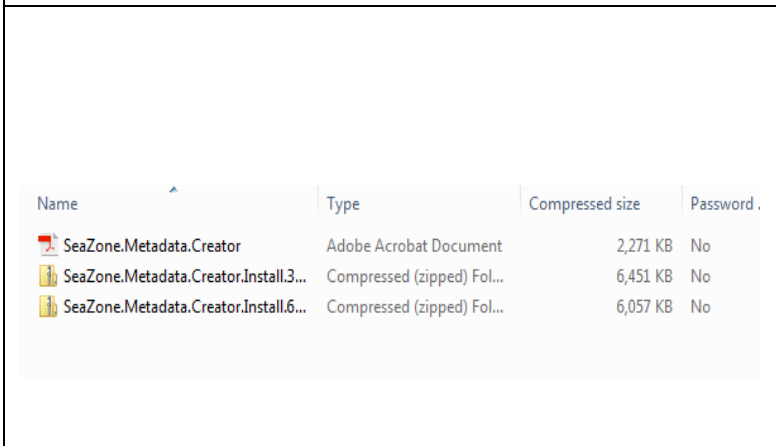 Name Type Compressed size Password .
SeaZone.Metadata.Creator Adobe Acrobat Document 2,271 KB No
SeaZone.Metadata.Creator.Install.3... Compressed (zipped) Fol... 6,451 KB No
SeaZone.Metadata.Creator.Install.6... Compressed (zipped) Fol... 6,057 KB No